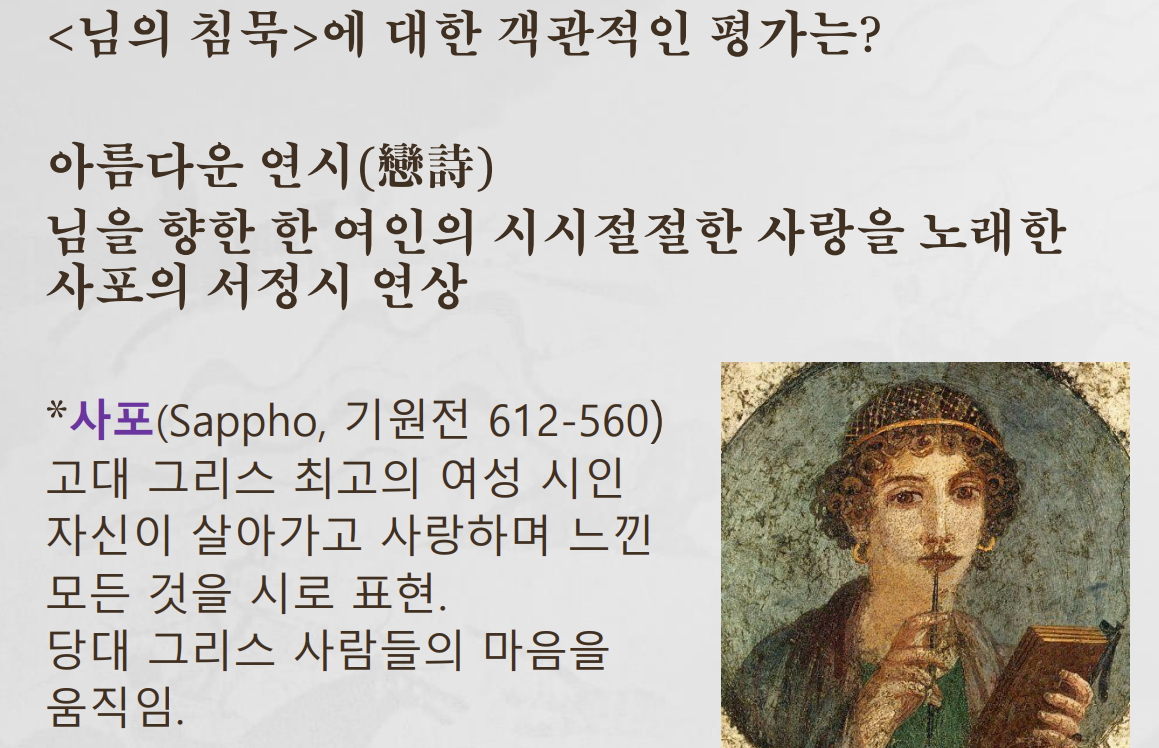 <님의 침묵>에 대한 객관적인 평가는?
아름다운 연시(戀詩)
님을 향한 한 여인의 시시절절한 사랑을 노래한
사포의 서정시 연상
*사포(Sappho, 기원전 612-560)
고대 그리스 최고의 여성 시인
자신이 살아가고 사랑하며 느낀
모든 것을 시로 표현.
당대 그리스 사람들의 마음을
움직임.